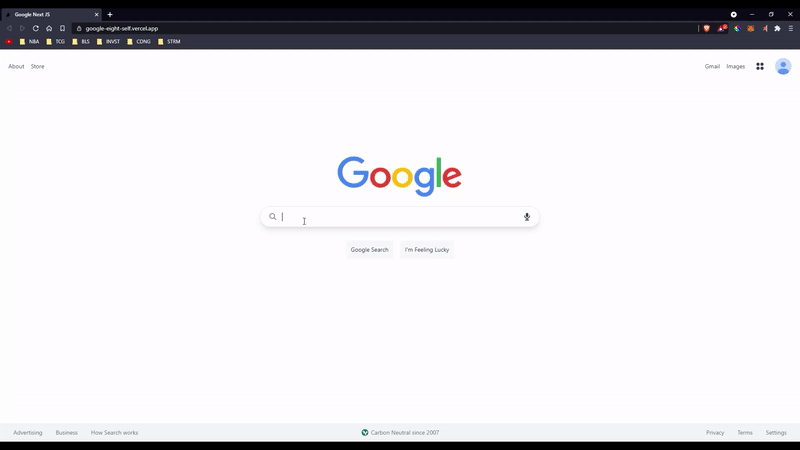 Google Next JS
google-eight-self.vercel.app
NBA TCG BLS INVST CDNG STRM
About Store Gmail Images
Google
Google Search I'm Feeling Lucky
Carbon Neutral since 2007
Advertising Business How Search works Privacy Terms Settings